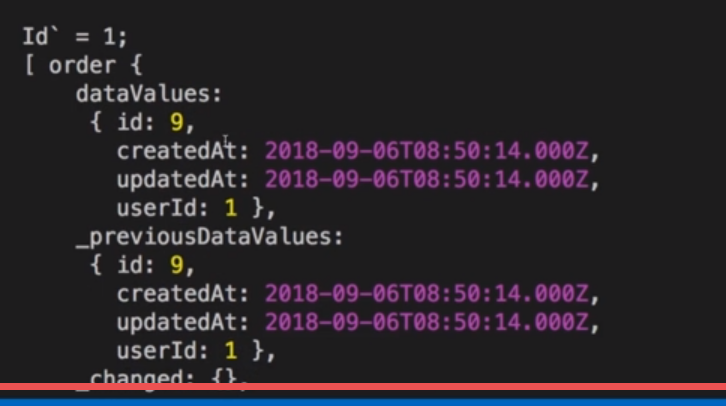 Id` = 1;
[ order {
dataValues:
{ id: 9,
createdAt: 2018-09-06T08:50:14.000Z,
updatedAt: 2018-09-06T08:50:14.000Z,
userId: 1 },
_previousDataValues:
{ id: 9,
createdAt: 2018-09-06T08:50:14.000Z,
updatedAt: 2018-09-06T08:50:14.000Z,
userId: 1 },
_changed: {},